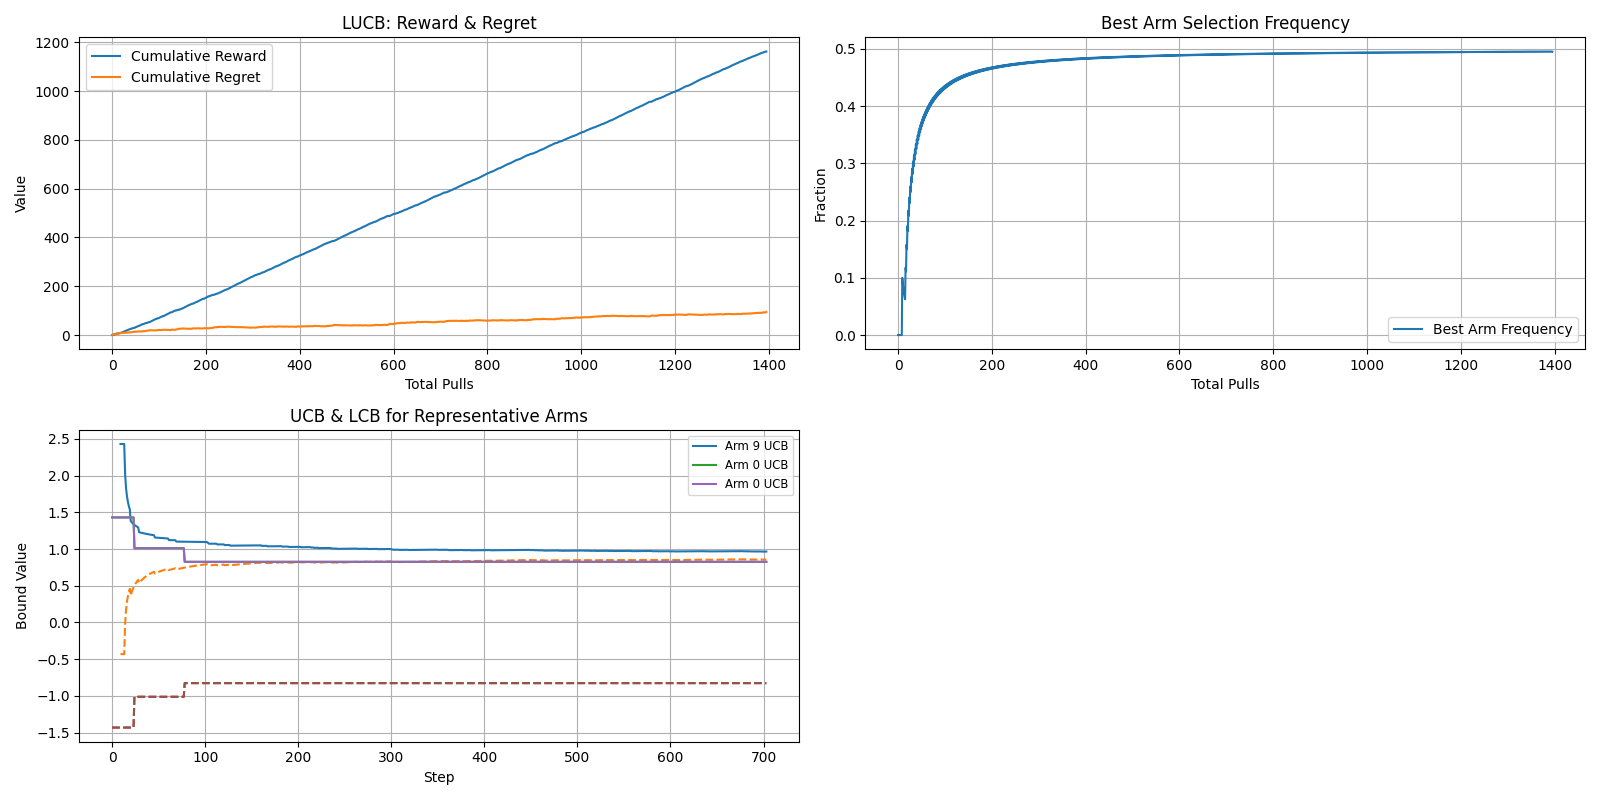 LUCB: Reward & Regret
1200
1000
800
600
400
200
0
Value
Cumulative Reward
Cumulative Regret
0 200 400 600 800 1000 1200 1400
Total Pulls
Best Arm Selection Frequency
0.5
0.4
0.3
0.2
0.1
0.0
Fraction
Best Arm Frequency
0 200 400 600 800 1000 1200 1400
Total Pulls
UCB & LCB for Representative Arms
2.5
2.0
1.5
1.0
0.5
0.0
−0.5
−1.0
−1.5
Bound Value
Arm 9 UCB
Arm 0 UCB
Arm 0 UCB
0 100 200 300 400 500 600 700
Step